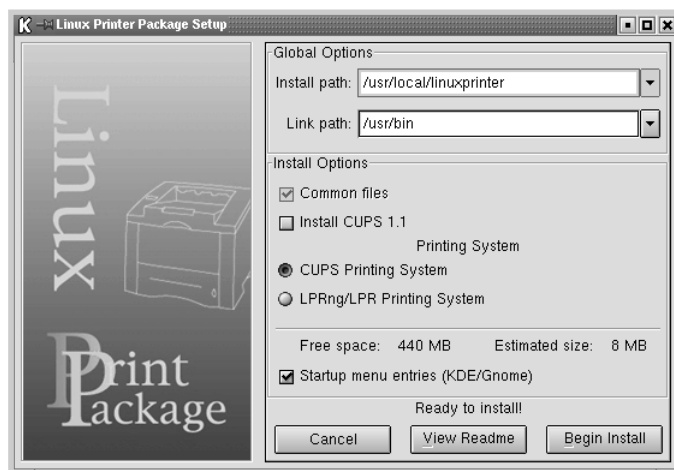 Linux Printer Package Setup
Linux
Print
Package
Global Options
Install path: /usr/local/linuxprinter
Link path: /usr/bin
Install Options
Common files
Install CUPS 1.1
Printing System
CUPS Printing System
LPRng/LPR Printing System
Free space: 440 MB Estimated size: 8 MB
Startup menu entries (KDE/Gnome)
Ready to install!
Cancel View Readme Begin Install